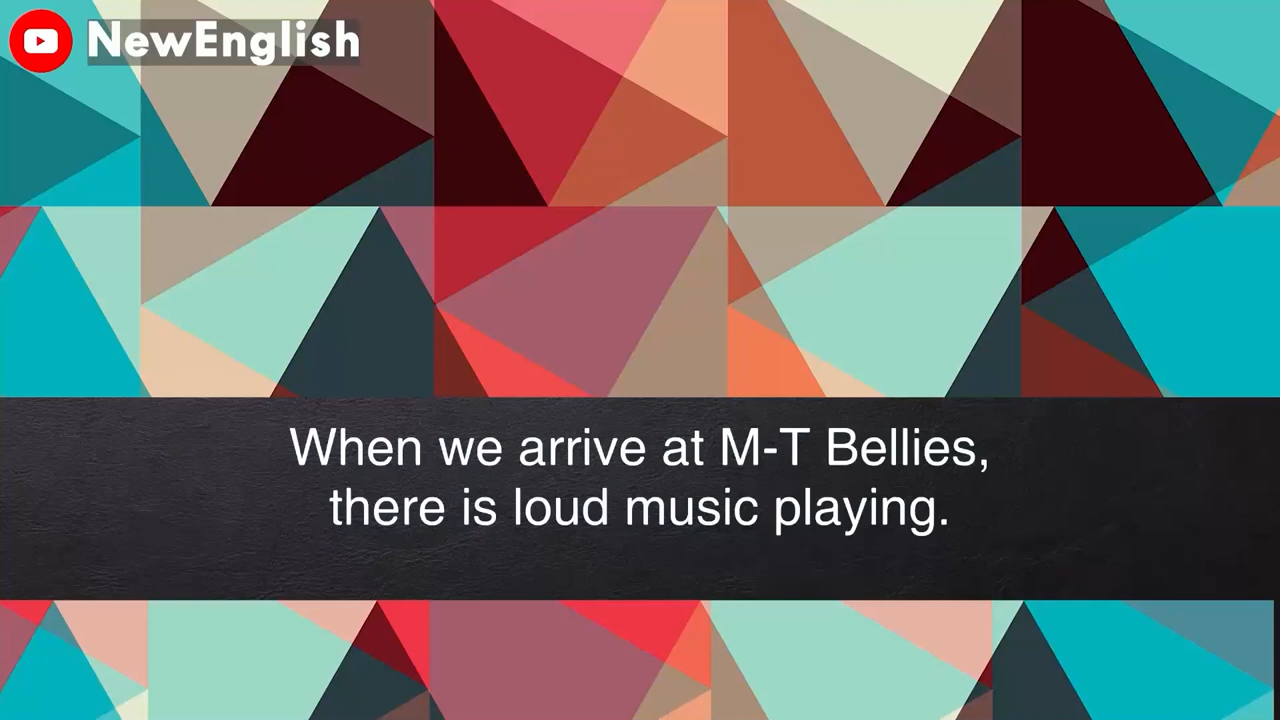 NewEnglish
When we arrive at M-T Bellies,
there is loud music playing.